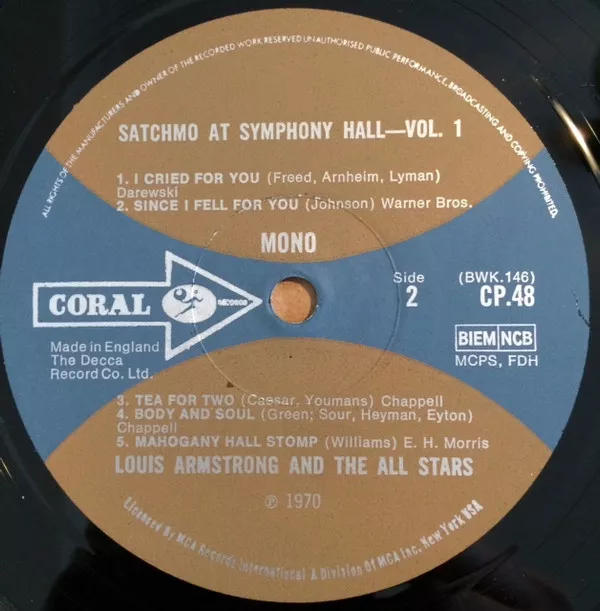 ALL RIGHTS OF THE MANUFACTURERS AND OWNER OF THE RECORDED WORK RESERVED UNAUTHORISED PUBLIC PERFORMANCE, BROADCASTING AND COPYING PROHIBITED.
SATCHMO AT SYMPHONY HALL—VOL. 1
1. I CRIED FOR YOU (Freed, Arnheim, Lyman)
Darewski
2. SINCE I FELL FOR YOU (Johnson) Warner Bros.
MONO
CORAL RECORDS
Made in England
The Decca
Record Co. Ltd.
Side
2
(BWK.146)
CP.48
BIEM NCB
MCPS, FDH
3. TEA FOR TWO (Caesar, Youmans) Chappell
4. BODY AND SOUL (Green; Sour, Heyman, Eyton)
Chappell
5. MAHOGANY HALL STOMP (Williams) E. H. Morris
LOUIS ARMSTRONG AND THE ALL STARS
℗ 1970
Licensed By MCA Records International A Division Of MCA Inc. New York USA